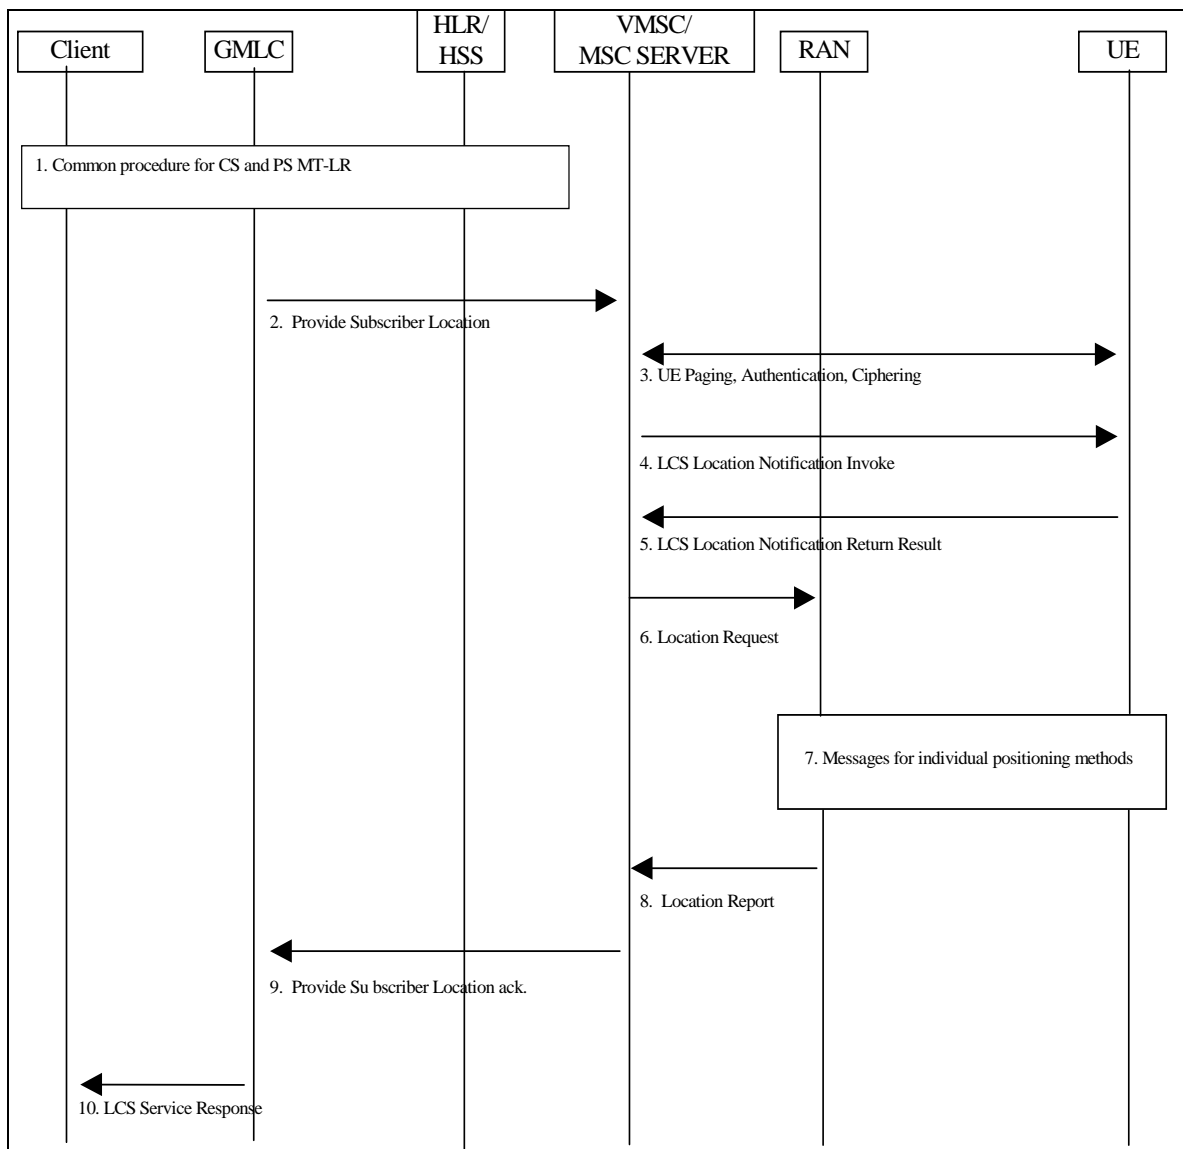 Client
GMLC
HLR/
HSS
VMSC/
MSC SERVER
RAN
UE
1. Common procedure for CS and PS MT-LR
2. Provide Subscriber Location
3. UE Paging, Authentication, Ciphering
4. LCS Location Notification Invoke
5. LCS Location Notification Return Result
6. Location Request
7. Messages for individual positioning methods
8. Location Report
9. Provide Su bscriber Location ack.
10. LCS Service Response